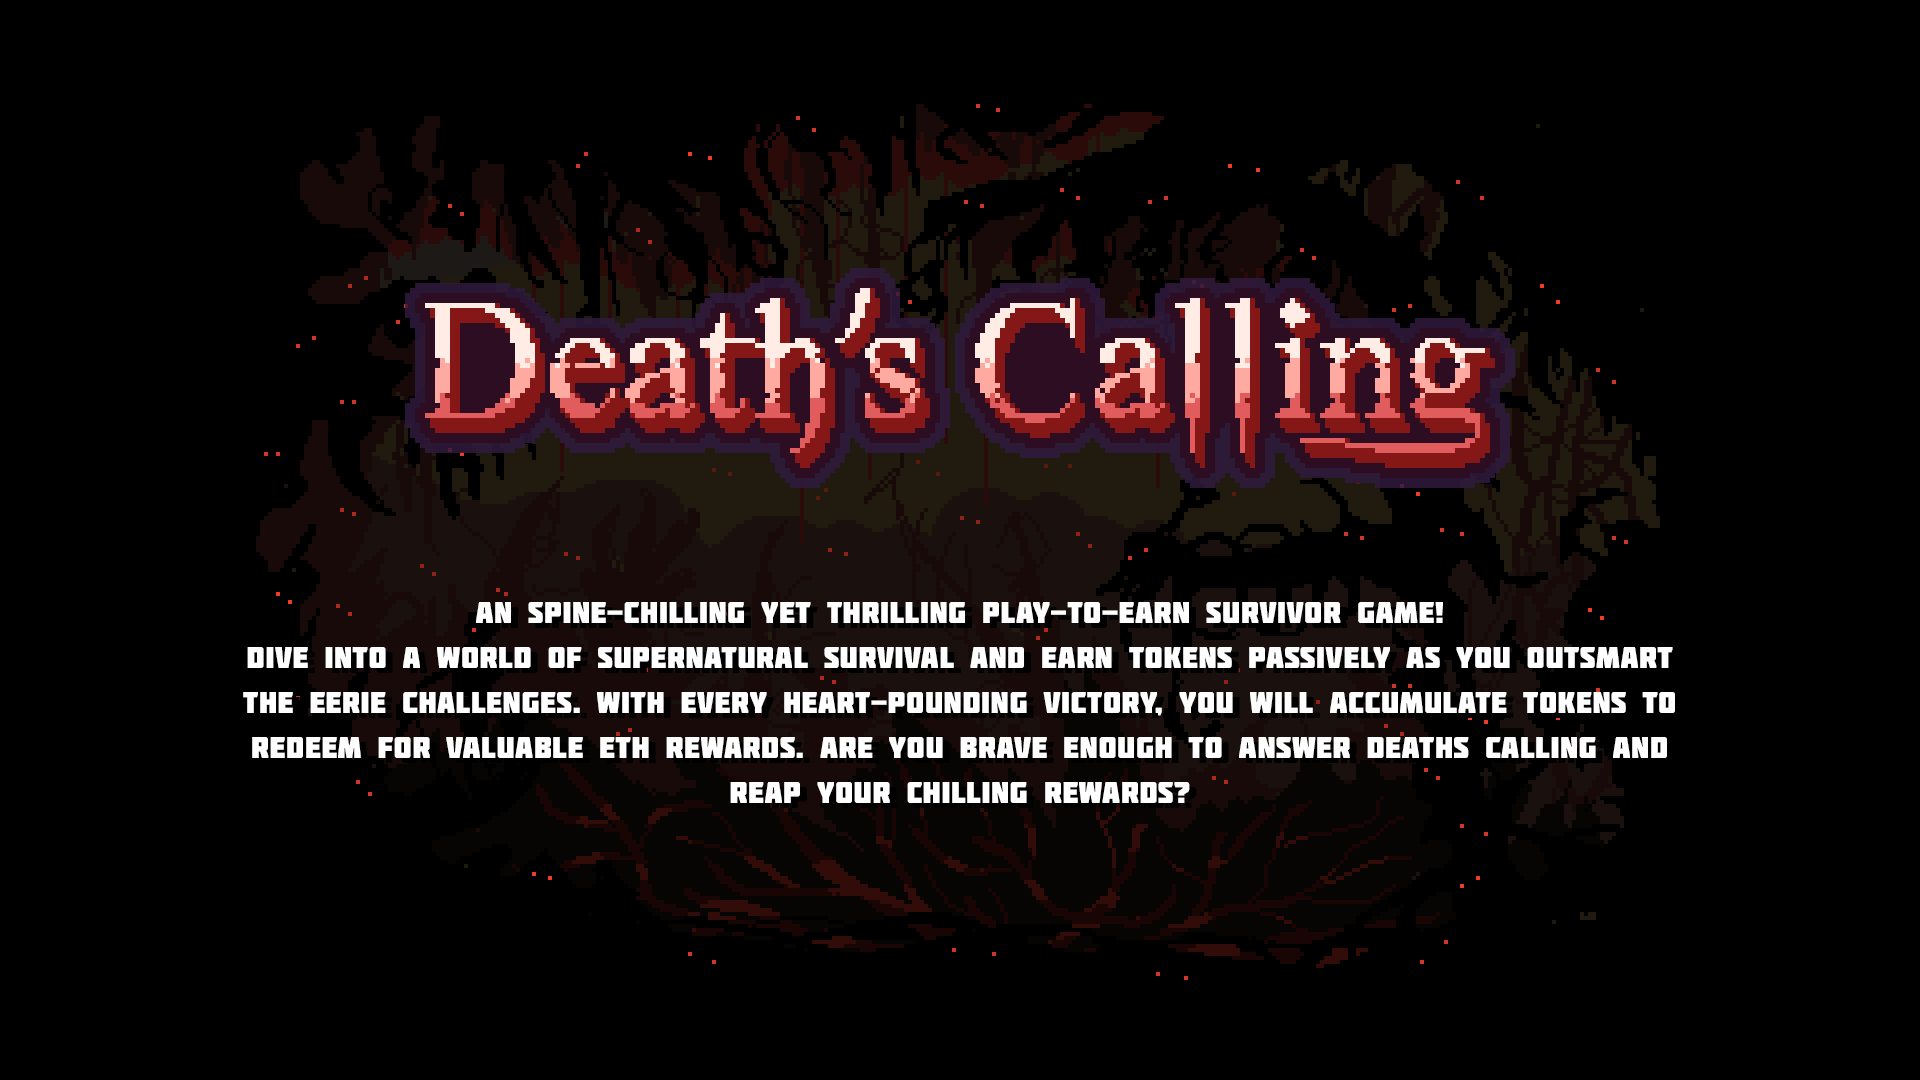 Death's Calling
AN SPINE-CHILLING YET THRILLING PLAY-TO-EARN SURVIVOR GAME!
DIVE INTO A WORLD OF SUPERNATURAL SURVIVAL AND EARN TOKENS PASSIVELY AS YOU OUTSMART
THE EERIE CHALLENGES. WITH EVERY HEART-POUNDING VICTORY, YOU WILL ACCUMULATE TOKENS TO
REDEEM FOR VALUABLE ETH REWARDS. ARE YOU BRAVE ENOUGH TO ANSWER DEATHS CALLING AND
REAP YOUR CHILLING REWARDS?